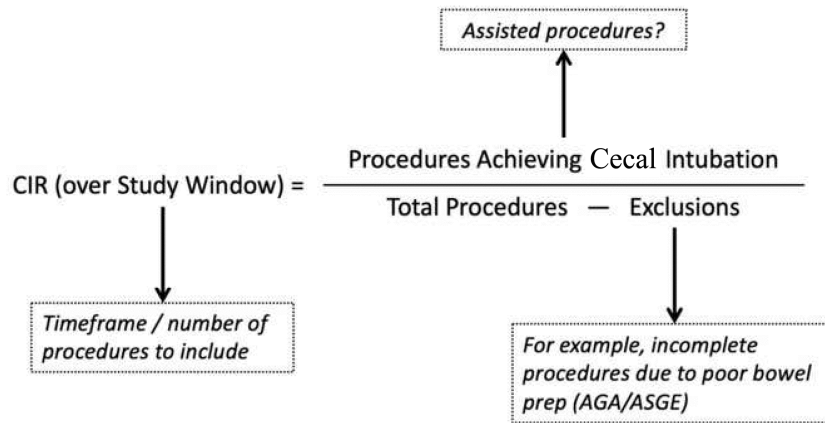 Assisted procedures?
Procedures Achieving Cecal Intubation
CIR (over Study Window) =
Total Procedures — Exclusions
Timeframe / number of
procedures to include
For example, incomplete
procedures due to poor bowel
prep (AGA/ASGE)